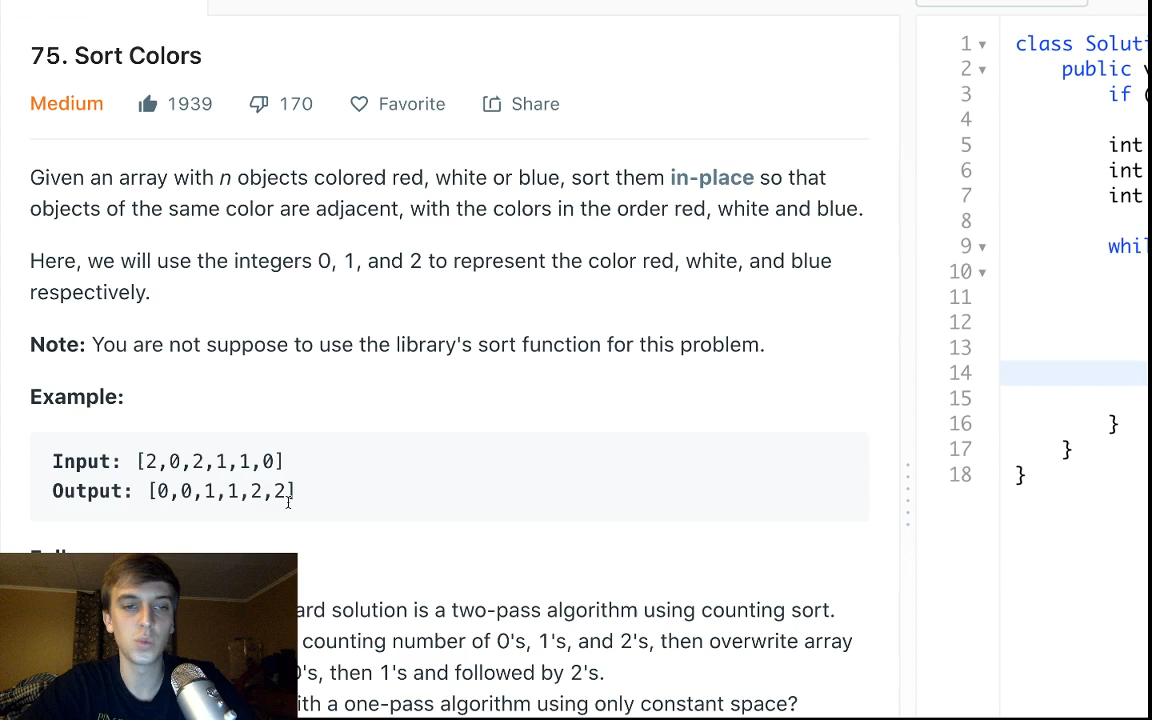 75. Sort Colors
Medium 1939 170 Favorite Share
Given an array with n objects colored red, white or blue, sort them in-place so that
objects of the same color are adjacent, with the colors in the order red, white and blue.
Here, we will use the integers 0, 1, and 2 to represent the color red, white, and blue
respectively.
Note: You are not suppose to use the library's sort function for this problem.
Example:
Input: [2,0,2,1,1,0]
Output: [0,0,1,1,2,2]
solution is a two-pass algorithm using counting sort.
counting number of 0's, 1's, and 2's, then overwrite array
0's, then 1's and followed by 2's.
with a one-pass algorithm using only constant space?
1 class
2 public
3 if
4
5 int
6 int
7 int
8
9
10
11
12
13
14
15
16 }
17 }
18 }